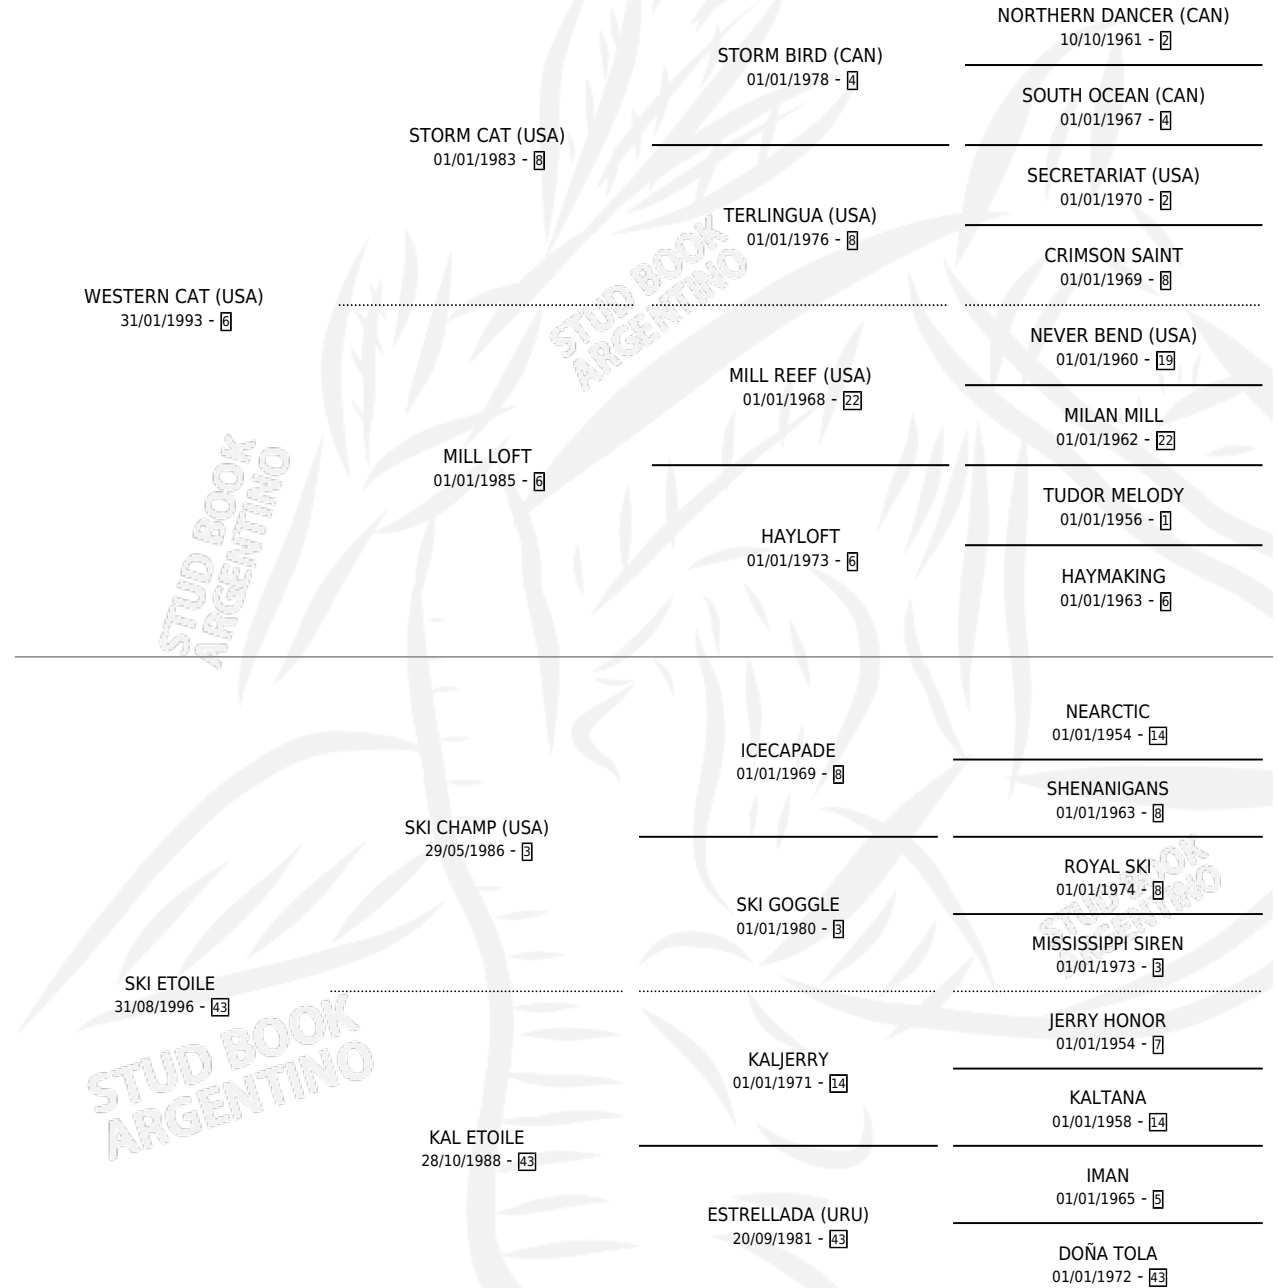 NORTHERN DANCER (CAN)
10/10/1961 - 2
STORM BIRD (CAN)
01/01/1978 - 4
SOUTH OCEAN (CAN)
01/01/1967 - 4
STORM CAT (USA)
01/01/1983 - 8
SECRETARIAT (USA)
01/01/1970 - 2
TERLINGUA (USA)
01/01/1976 - 8
CRIMSON SAINT
01/01/1969 - 8
WESTERN CAT (USA)
31/01/1993 - 6
STUD BOOK
ARGENTINO
NEVER BEND (USA)
01/01/1960 - 19
MILL REEF (USA)
01/01/1968 - 22
MILAN MILL
01/01/1962 - 22
MILL LOFT
01/01/1985 - 6
TUDOR MELODY
01/01/1956 - 1
HAYLOFT
01/01/1973 - 6
HAYMAKING
01/01/1963 - 6
STUD BOOK
ARGENTINO
NEARCTIC
01/01/1954 - 14
ICECAPADE
01/01/1969 - 8
SHENANIGANS
01/01/1963 - 8
SKI CHAMP (USA)
29/05/1986 - 3
ROYAL SKI
01/01/1974 - 8
SKI GOGGLE
01/01/1980 - 3
STUD BOOK
ARGENTINO
MISSISSIPPI SIREN
01/01/1973 - 3
SKI ETOILE
31/08/1996 - 43
STUD BOOK
ARGENTINO
JERRY HONOR
01/01/1954 - 7
KALJERRY
01/01/1971 - 14
KALTANA
01/01/1958 - 14
KAL ETOILE
28/10/1988 - 43
IMAN
01/01/1965 - 5
ESTRELLADA (URU)
20/09/1981 - 43
DOÑA TOLA
01/01/1972 - 43